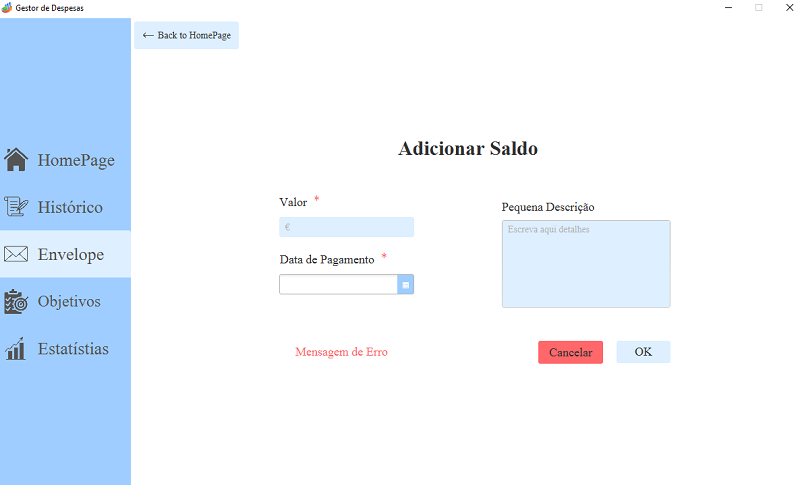 Gestor de Despesas
← Back to HomePage
HomePage
Histórico
Envelope
Objetivos
Estatístias
Adicionar Saldo
Valor *
€
Data de Pagamento *
Pequena Descrição
Escreva aqui detalhes
Mensagem de Erro
Cancelar
OK